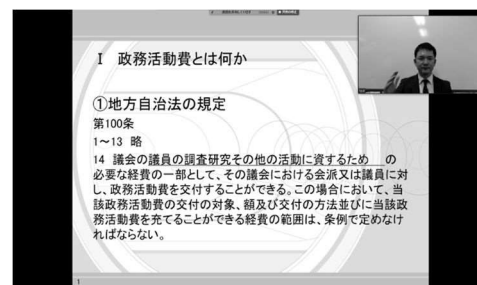 Ⅰ 政務活動費とは何か
①地方自治法の規定
第100条
1~13 略
14 議会の議員の調査研究その他の活動に資するため の
必要な経費の一部として、その議会における会派又は議員に対
し、政務活動費を交付することができる。この場合において、当
該政務活動費の交付の対象、額及び交付の方法並びに当該政
務活動費を充てることができる経費の範囲は、条例で定めなけ
ればならない。
1